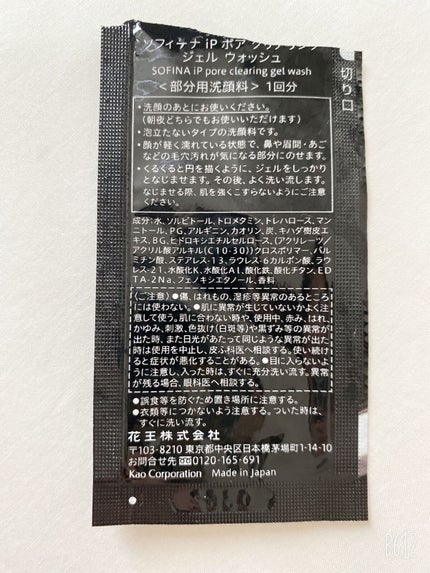 ソフィーナ iP ポア クリアリング
ジェル ウォッシュ
SOFINA iP pore clearing gel wash
<部分用洗顔料> 1回分
切り口
・洗顔のあとにお使いください。
(朝夜どちらでもお使いいただけます)
・泡立たないタイプの洗顔料です。
・顔が軽く濡れている状態で、鼻や眉間・あご
などの毛穴汚れが気になる部分にのせます。
・くるくると円を描くように、ジェルをしっかり
となじませます。その後、よく洗い流します。
なじませる際、肌を強くこすらないようにご注意
ください。
成分:水、ソルビトール、トロメタミン、トレハロース、マン
ニトール、PG、アルギニン、カオリン、炭、キハダ樹皮エ
キス、BG、ヒドロキシエチルセルロース、(アクリレーツ/
アクリル酸アルキル(C10-30))クロスポリマー、パル
ミチン酸、ステアレス-13、ラウレス-6カルボン酸、ラ
ウレス-21、水酸化K、水酸化Al、酸化鉄、酸化チタン、ED
TA-2Na、フェノキシエタノール、香料
〈ご注意〉●傷、はれもの、湿疹等異常のあるところ
には使わない。●肌に異常が生じていないかよく注
意して使う。肌に合わない時や、使用中、赤み、はれ、
かゆみ、刺激、色抜け(白斑等)や黒ずみ等の異常が
出た時、また日光があたって同じような異常が出た
時は使用を中止し、皮ふ科医へ相談する。使い続け
ると症状が悪化することがある。●目に入らないよ
うに注意し、入った時は、すぐに充分洗い流す。異常
が残る場合、眼科医へ相談する。
●誤食等を防ぐため置き場所に注意する。
●衣類等につかないよう注意する。ついた時は、
すぐに洗い流す。
花王株式会社
〒103-8210 東京都中央区日本橋茅場町1-14-10
お問合せ先 0120-165-691
Kao Corporation Made in Japan